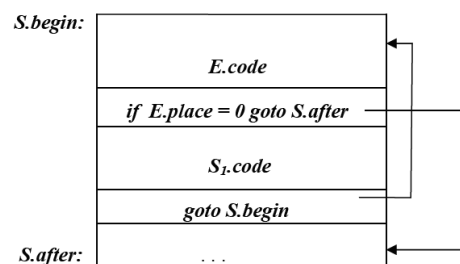 S.begin:
E.code
if E.place = 0 goto S.after
S₁.code
goto S.begin
S.after:
. . .